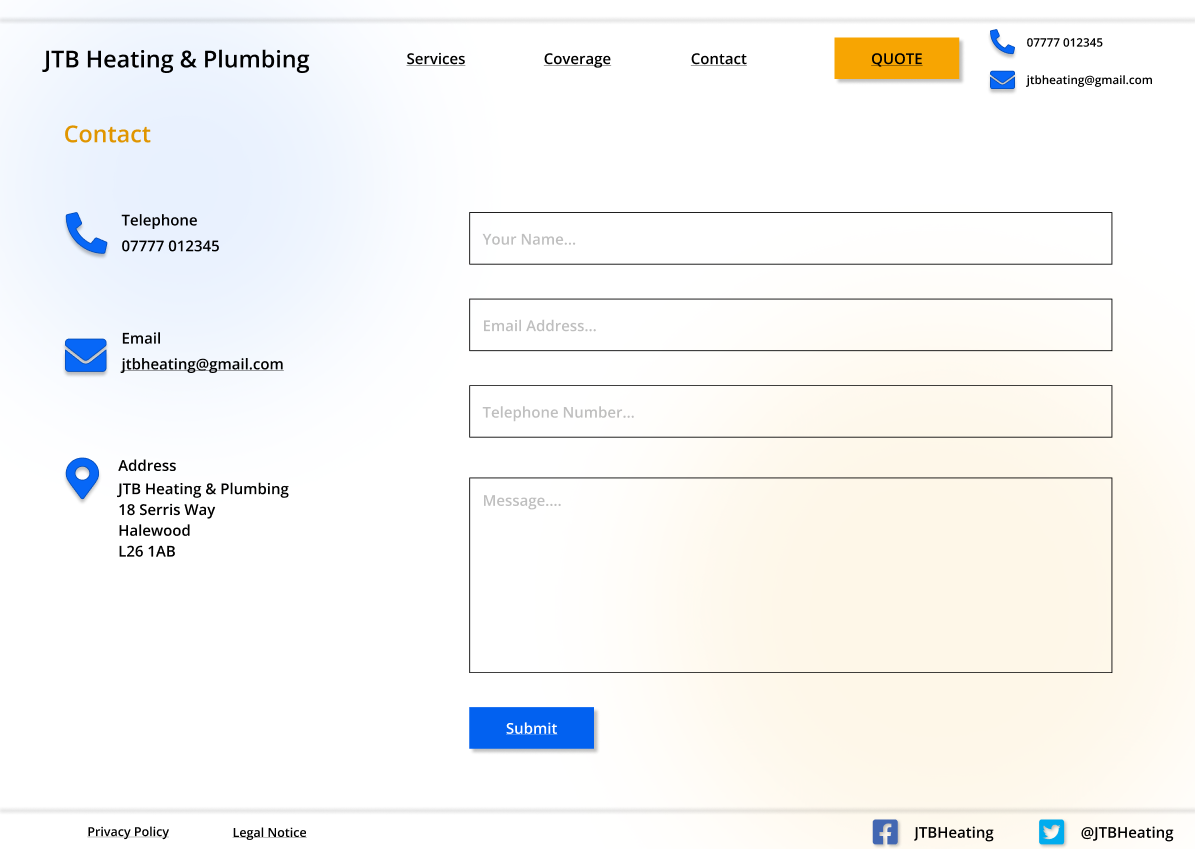 JTB Heating & Plumbing
Services
Coverage
Contact
QUOTE
07777 012345
jtbheating@gmail.com
Contact
Telephone
07777 012345
Email
jtbheating@gmail.com
Address
JTB Heating & Plumbing
18 Serris Way
Halewood
L26 1AB
Your Name...
Email Address...
Telephone Number...
Message....
Submit
Privacy Policy
Legal Notice
JTBHeating
@JTBHeating